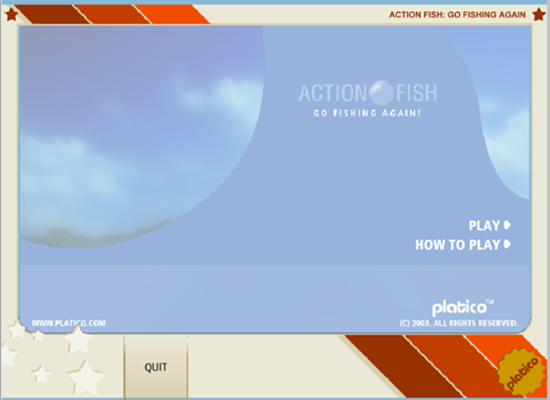 ACTION FISH: GO FISHING AGAIN
ACTION FISH
GO FISHING AGAIN!
PLAY
HOW TO PLAY
platico™
WWW.PLATICO.COM
(C) 2003. ALL RIGHTS RESERVED.
QUIT
platico